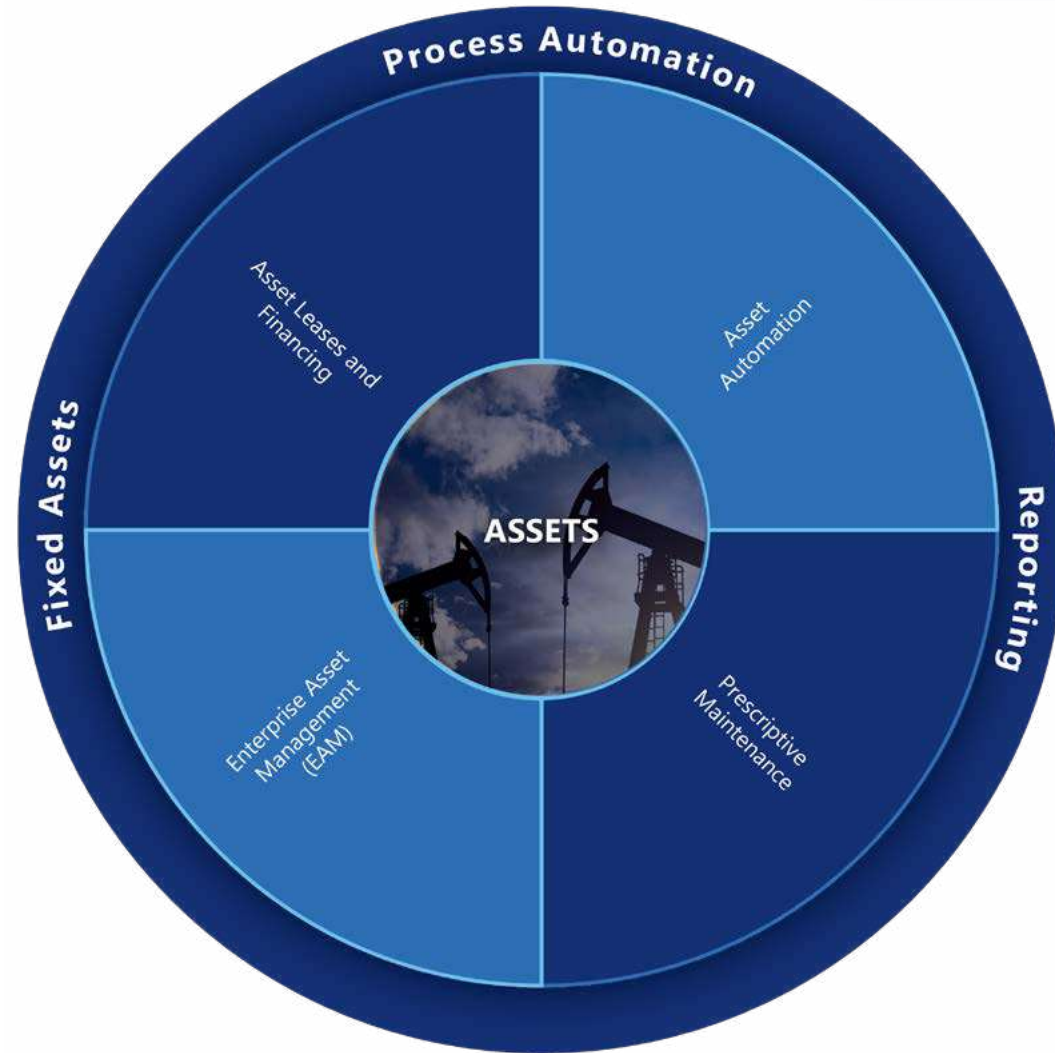 Process Automation
Asset Leases and
Financing
Asset
Automation
Fixed Assets
ASSETS
Reporting
Enterprise Asset
Management
(EAM)
Prescriptive
Maintenance